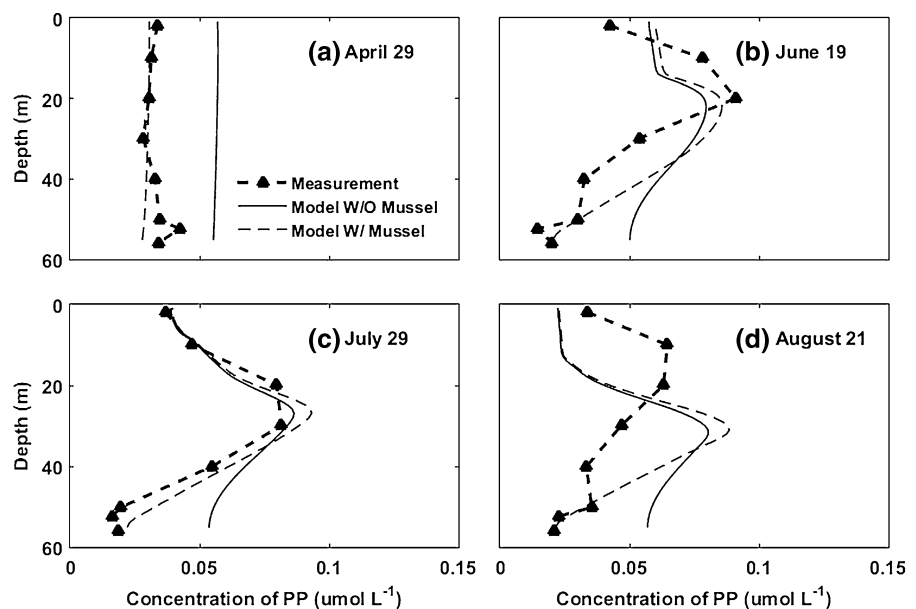 0
20
40
60
Depth (m)
(a) April 29
Measurement
Model W/O Mussel
Model W/ Mussel
(b) June 19
0
20
40
60
Depth (m)
(c) July 29
(d) August 21
0 0.05 0.1 0.15
0 0.05 0.1 0.15
Concentration of PP (umol L⁻¹)
Concentration of PP (umol L⁻¹)